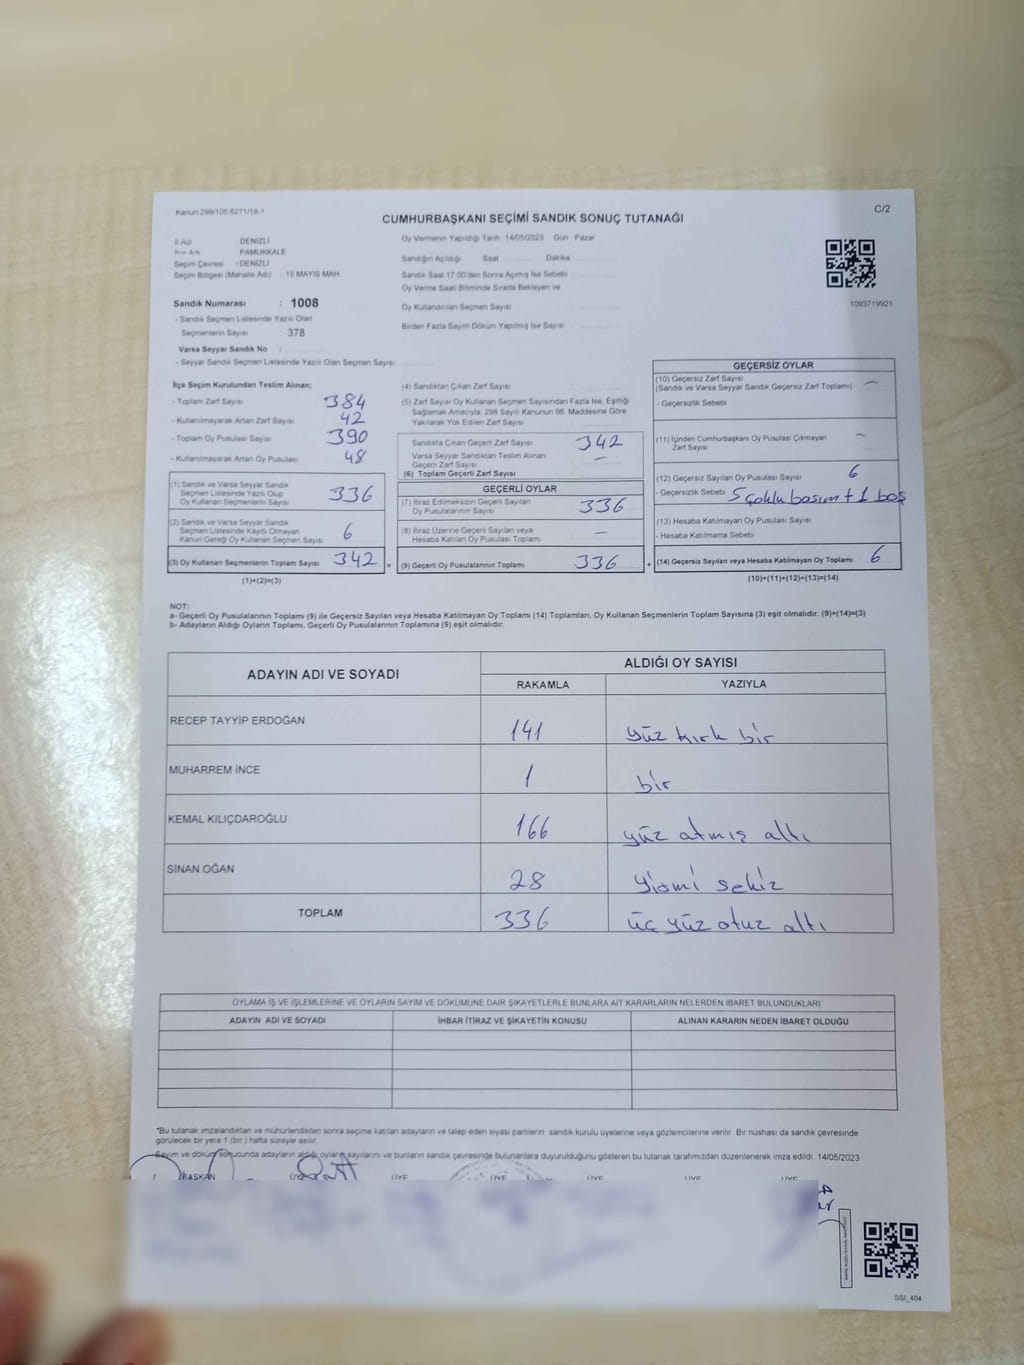 Kanun:298/105 6271/18-1
C/2
CUMHURBAŞKANI SEÇİMİ SANDIK SONUÇ TUTANAĞI
İl Adı DENİZLİ
İlçe Adı PAMUKKALE
Seçim Çevresi : DENİZLİ
Seçim Bölgesi (Mahalle Adı) : 15 MAYIS MAH.
Oy Vermenin Yapıldığı Tarih : 14/05/2023 Gün : Pazar
Sandığın Açıldığı Saat Dakika
Sandık Saat 17.00'den Sonra Açılmış İse Sebebi
Oy Verme Saati Bitiminde Sırada Bekleyen ve
Oy Kullandırılan Seçmen Sayısı
Birden Fazla Sayım Döküm Yapılmış İse Sayısı
1093719921
Sandık Numarası : 1008
- Sandık Seçmen Listesinde Yazılı Olan
Seçmenlerin Sayısı : 378
Varsa Seyyar Sandık No :
- Seyyar Sandık Seçmen Listesinde Yazılı Olan Seçmen Sayısı:
İlçe Seçim Kurulundan Teslim Alınan;
- Toplam Zarf Sayısı 384
- Kullanılmayarak Artan Zarf Sayısı 42
- Toplam Oy Pusulası Sayısı 390
- Kullanılmayarak Artan Oy Pusulası 48
(1) Sandık ve Varsa Seyyar Sandık
Seçmen Listesinde Yazılı Olup
Oy Kullanan Seçmenlerin Sayısı 336
(2) Sandık ve Varsa Seyyar Sandık
Seçmen Listesinde Kayıtlı Olmayan
Kanun Gereği Oy Kullanan Seçmen Sayısı 6
(3) Oy Kullanan Seçmenlerin Toplam Sayısı 342 =
(1)+(2)=(3)
(4) Sandıktan Çıkan Zarf Sayısı
(5) Zarf Sayısı Oy Kullanan Seçmen Sayısından Fazla İse, Eşitliği
Sağlamak Amacıyla; 298 Sayılı Kanunun 98. Maddesine Göre
Yakılarak Yok Edilen Zarf Sayısı
Sandıkta Çıkan Geçerli Zarf Sayısı 342
Varsa Seyyar Sandıktan Teslim Alınan
Geçerli Zarf Sayısı —
(6) Toplam Geçerli Zarf Sayısı
GEÇERLİ OYLAR
(7) İtiraz Edilmeksizin Geçerli Sayılan
Oy Pusulalarının Sayısı 336
(8) İtiraz Üzerine Geçerli Sayılan veya
Hesaba Katılan Oy Pusulası Toplamı —
(9) Geçerli Oy Pusulalarının Toplamı 336 +
GEÇERSİZ OYLAR
(10) Geçersiz Zarf Sayısı
(Sandık ve Varsa Seyyar Sandık Geçersiz Zarf Toplamı) —
- Geçersizlik Sebebi
(11) İçinden Cumhurbaşkanı Oy Pusulası Çıkmayan
Zarf Sayısı —
(12) Geçersiz Sayılan Oy Pusulası Sayısı 6
- Geçersizlik Sebebi 5 çoklu basım + 1 boş
(13) Hesaba Katılmayan Oy Pusulası Sayısı
- Hesaba Katılmama Sebebi
(14) Geçersiz Sayılan veya Hesaba Katılmayan Oy Toplamı 6
(10)+(11)+(12)+(13)=(14)
NOT:
a- Geçerli Oy Pusulalarının Toplamı (9) ile Geçersiz Sayılan veya Hesaba Katılmayan Oy Toplamı (14) Toplamları, Oy Kullanan Seçmenlerin Toplam Sayısına (3) eşit olmalıdır. (9)+(14)=(3)
b- Adayların Aldığı Oyların Toplamı, Geçerli Oy Pusulalarının Toplamına (9) eşit olmalıdır.
ADAYIN ADI VE SOYADI ALDIĞI OY SAYISI
RAKAMLA YAZIYLA
RECEP TAYYİP ERDOĞAN 141 yüz kırk bir
MUHARREM İNCE 1 bir
KEMAL KILIÇDAROĞLU 166 yüz atmış altı
SİNAN OĞAN 28 yirmi sekiz
TOPLAM 336 üç yüz otuz altı
OYLAMA İŞ VE İŞLEMLERİNE VE OYLARIN SAYIM VE DÖKÜMÜNE DAİR ŞİKAYETLERLE BUNLARA AİT KARARLARIN NELERDEN İBARET BULUNDUKLARI
ADAYIN ADI VE SOYADI İHBAR İTİRAZ VE ŞİKAYETİN KONUSU ALINAN KARARIN NEDEN İBARET OLDUĞU
*Bu tutanak imzalandıktan ve mühürlendikten sonra seçime katılan adayların ve talep eden siyasi partilerin sandık kurulu üyelerine veya gözlemcilerine verilir. Bir nüshası da sandık çevresinde
görülecek bir yere 1 (bir ) hafta süreyle asılır.
Sayım ve döküm sonucunda adayların aldığı oyların sayılarını ve bunların sandık çevresinde bulunanlara duyurulduğunu gösteren bu tutanak tarafımızdan düzenlenerek imza edildi. 14/05/2023
BAŞKAN ÜYE ÜYE ÜYE ÜYE ÜYE ÜYE
SSI_404